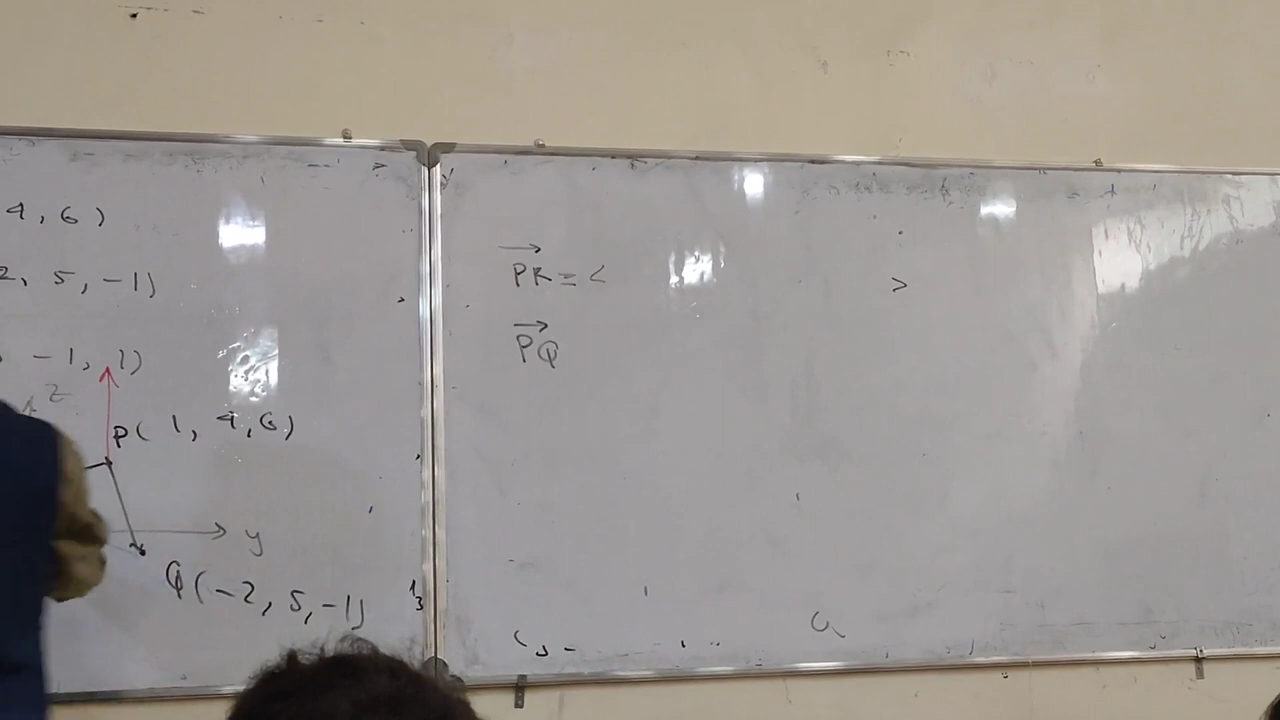 4, 6)
2, 5, -1)
-1, 1)
z
P( 1, 4, 6)
y
Q(-2, 5, -1)
PR = < >
PQ